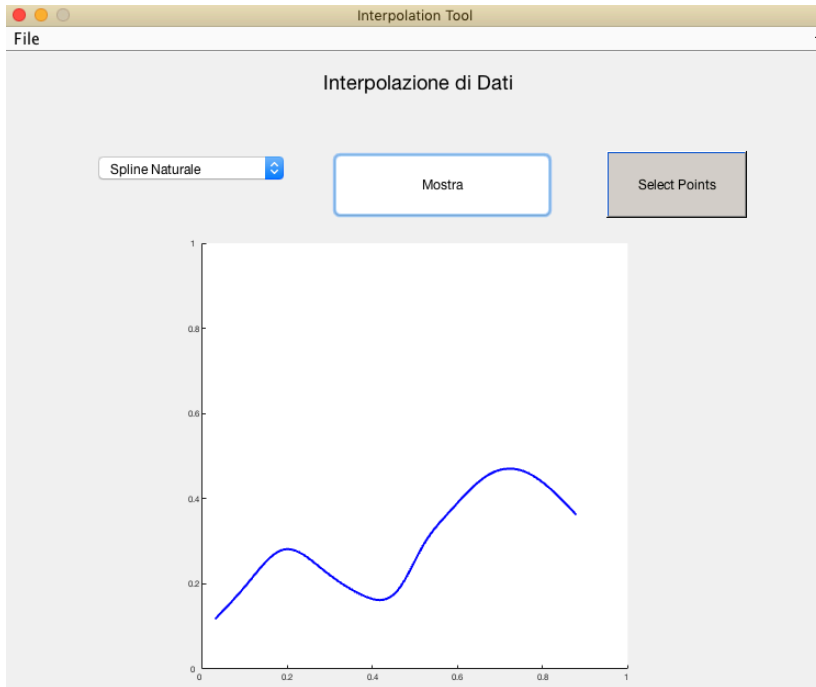 Interpolation Tool
File
Interpolazione di Dati
Spline Naturale
Mostra
Select Points
1
0.8
0.6
0.4
0.2
0
0 0.2 0.4 0.6 0.8 1